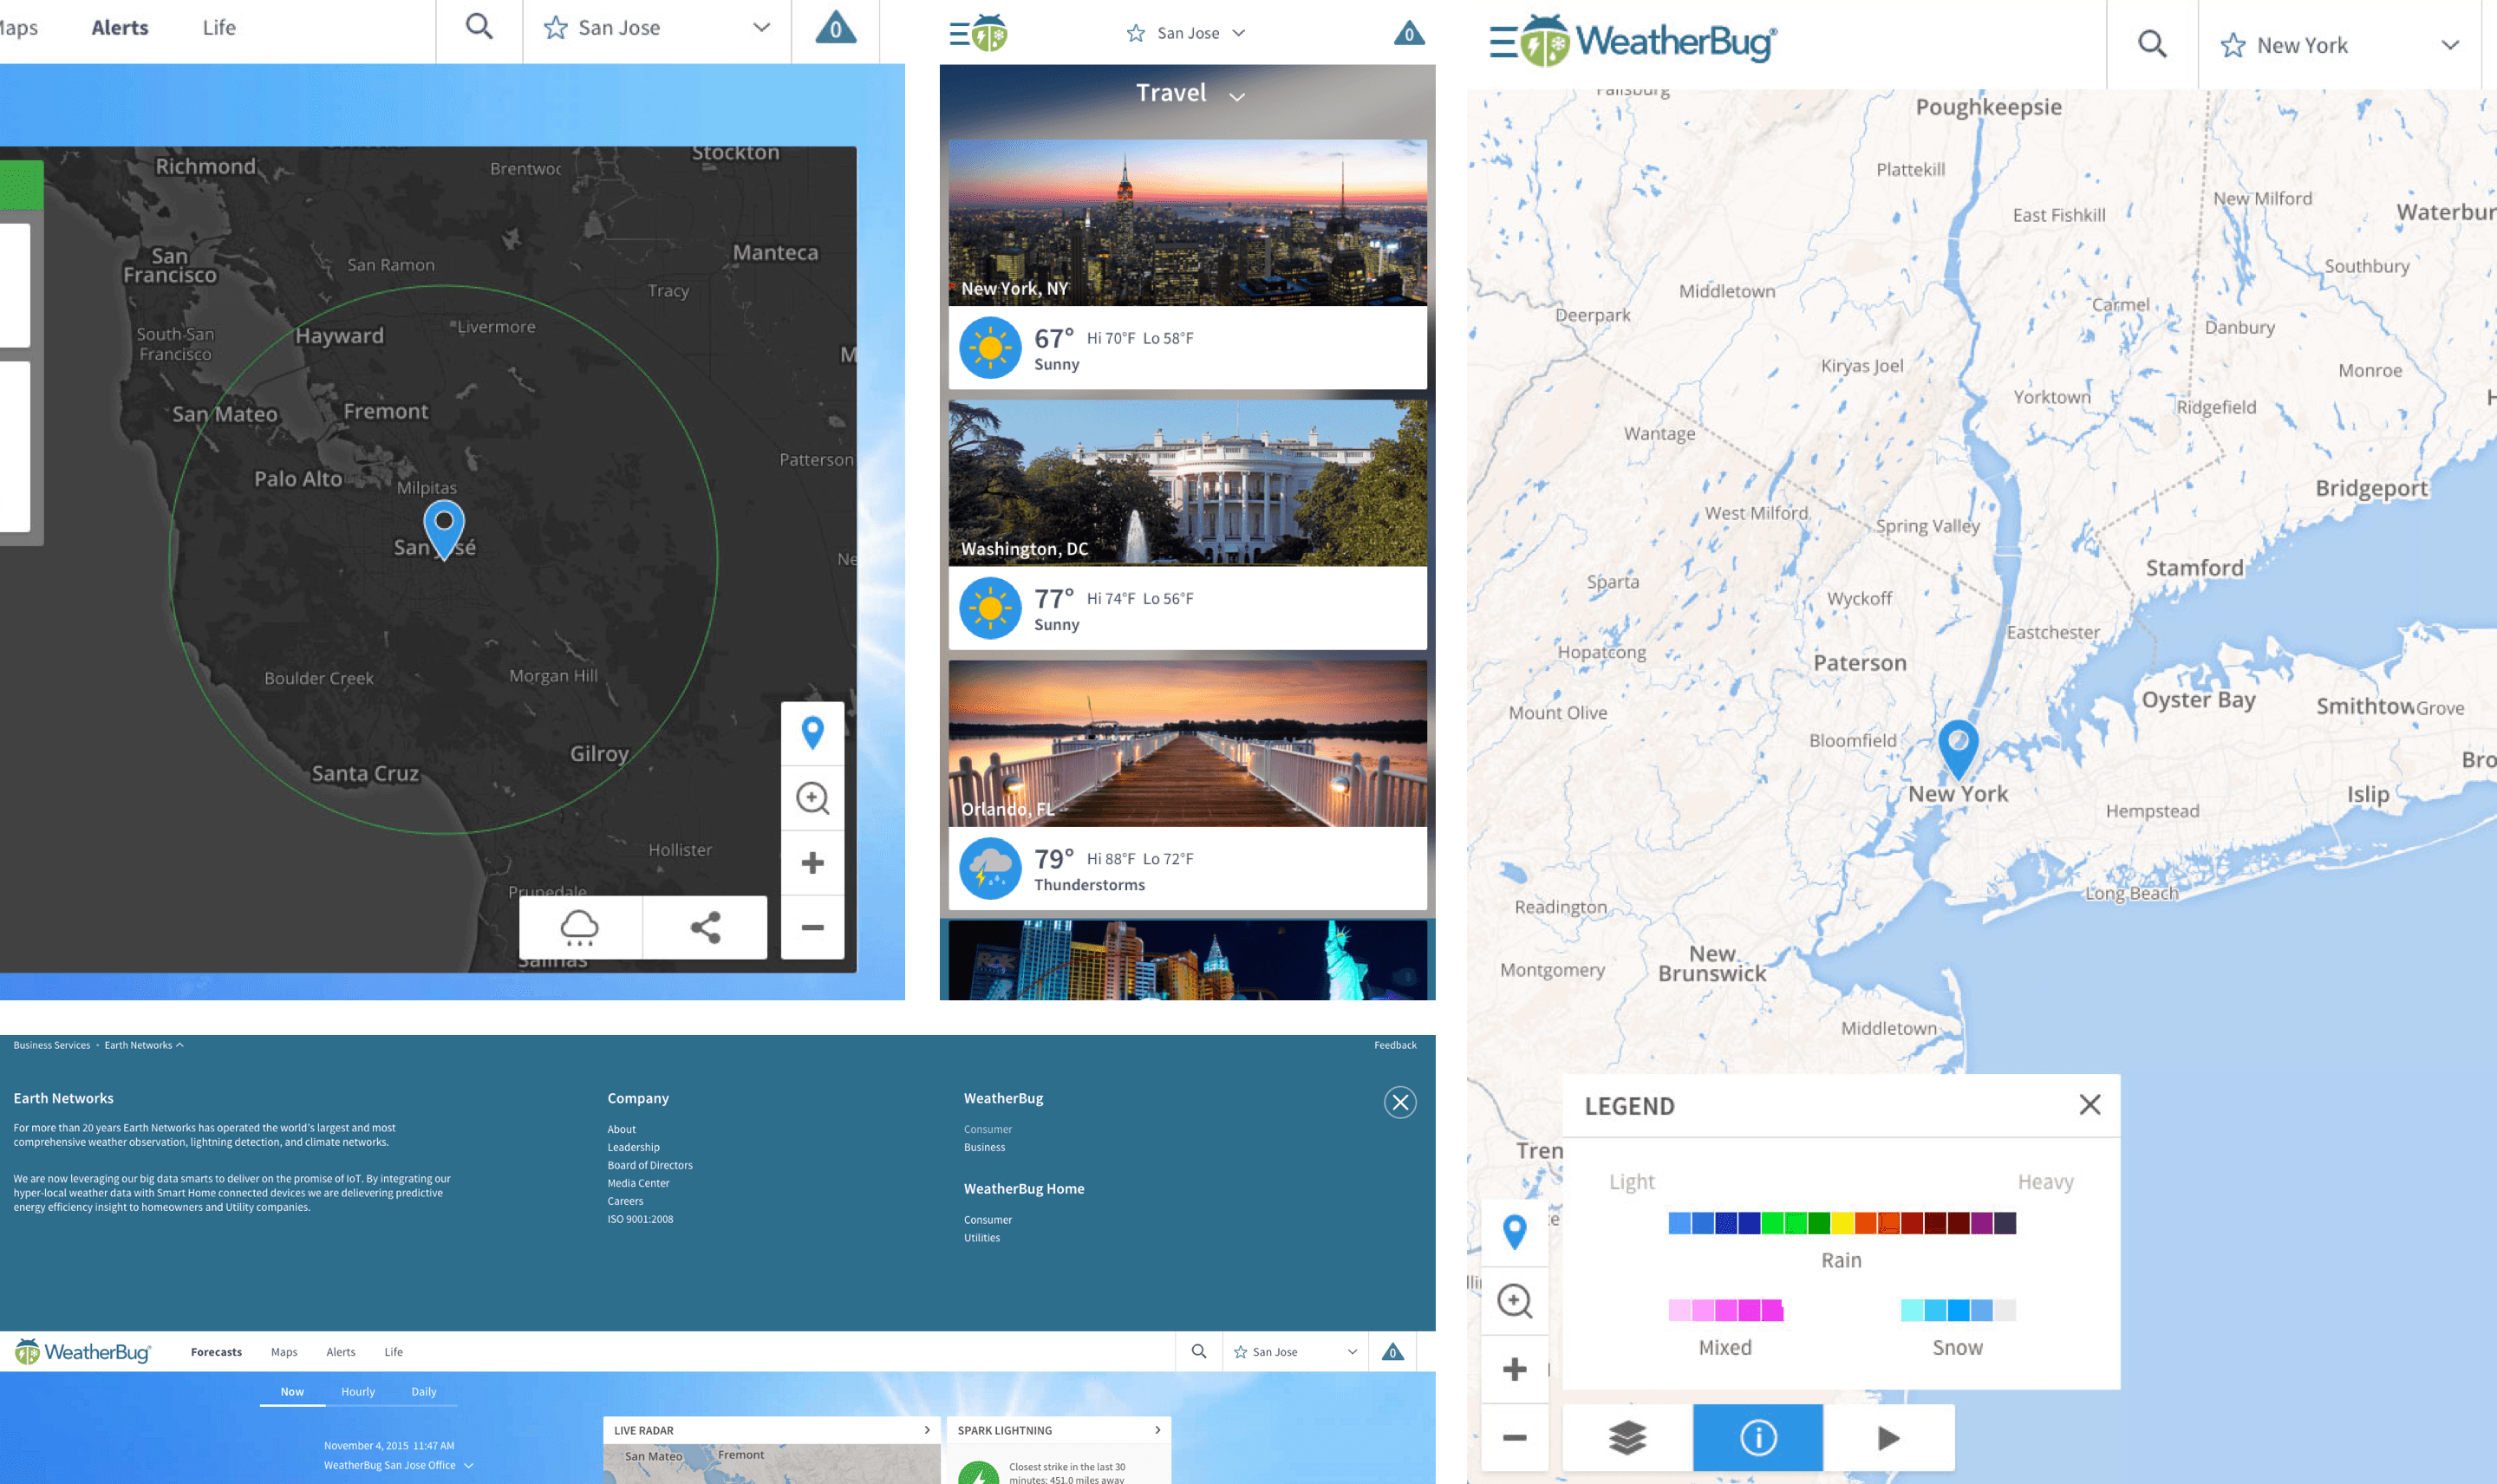 Maps
Alerts
Life
San Jose
0
Richmond
Brentwoc
Stockton
San
Francisco
San Ramon
Manteca
Tracy
South San
Francisco
Hayward
Livermore
M
San Mateo
Fremont
Patterson
Palo Alto
Milpitas
San José
Ne
Boulder Creek
Morgan Hill
Gilroy
Santa Cruz
Hollister
Prunedale
Salinas
San Jose
0
Travel
New York, NY
67° Hi 70°F Lo 58°F
Sunny
Washington, DC
77° Hi 74°F Lo 56°F
Sunny
Orlando, FL
79° Hi 88°F Lo 72°F
Thunderstorms
WeatherBug®
New York
Fallsburg
Poughkeepsie
Plattekill
New Milford
East Fishkill
Waterbur
Southbury
Middletown
Carmel
Deerpark
Danbury
Kiryas Joel
Monroe
Yorktown
H
Ridgefield
Wantage
Bridgeport
West Milford
Spring Valley
Stamford
Sparta
Wyckoff
Eastchester
Hopatcong
Paterson
Oyster Bay
Smithtow
Grove
Mount Olive
Bloomfield
Bro
New York
Islip
Hempstead
Long Beach
Readington
New
Brunswick
Montgomery
Middletown
Tren
LEGEND
Light
Heavy
Rain
Mixed
Snow
Business Services • Earth Networks
Feedback
Earth Networks
For more than 20 years Earth Networks has operated the world's largest and most
comprehensive weather observation, lightning detection, and climate networks.
We are now leveraging our big data smarts to deliver on the promise of IoT. By integrating our
hyper-local weather data with Smart Home connected devices we are delievering predictive
energy efficiency insight to homeowners and Utility companies.
Company
About
Leadership
Board of Directors
Media Center
Careers
ISO 9001:2008
WeatherBug
Consumer
Business
WeatherBug Home
Consumer
Utilities
WeatherBug®
Forecasts
Maps
Alerts
Life
San Jose
0
Now
Hourly
Daily
November 4, 2015 11:47 AM
WeatherBug San Jose Office
LIVE RADAR
San Mateo
Fremont
SPARK LIGHTNING
Closest strike in the last 30
minutes: 451.0 miles away